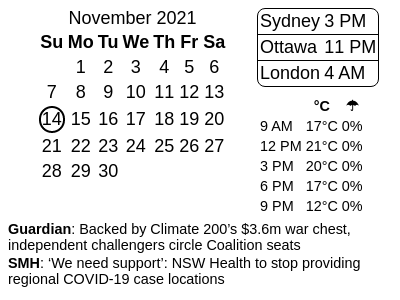 November 2021
Su Mo Tu We Th Fr Sa
1 2 3 4 5 6
7 8 9 10 11 12 13
14 15 16 17 18 19 20
21 22 23 24 25 26 27
28 29 30
Sydney 3 PM
Ottawa 11 PM
London 4 AM
°C ☂
9 AM 17°C 0%
12 PM 21°C 0%
3 PM 20°C 0%
6 PM 17°C 0%
9 PM 12°C 0%
Guardian: Backed by Climate 200’s $3.6m war chest,
independent challengers circle Coalition seats
SMH: ‘We need support’: NSW Health to stop providing
regional COVID-19 case locations